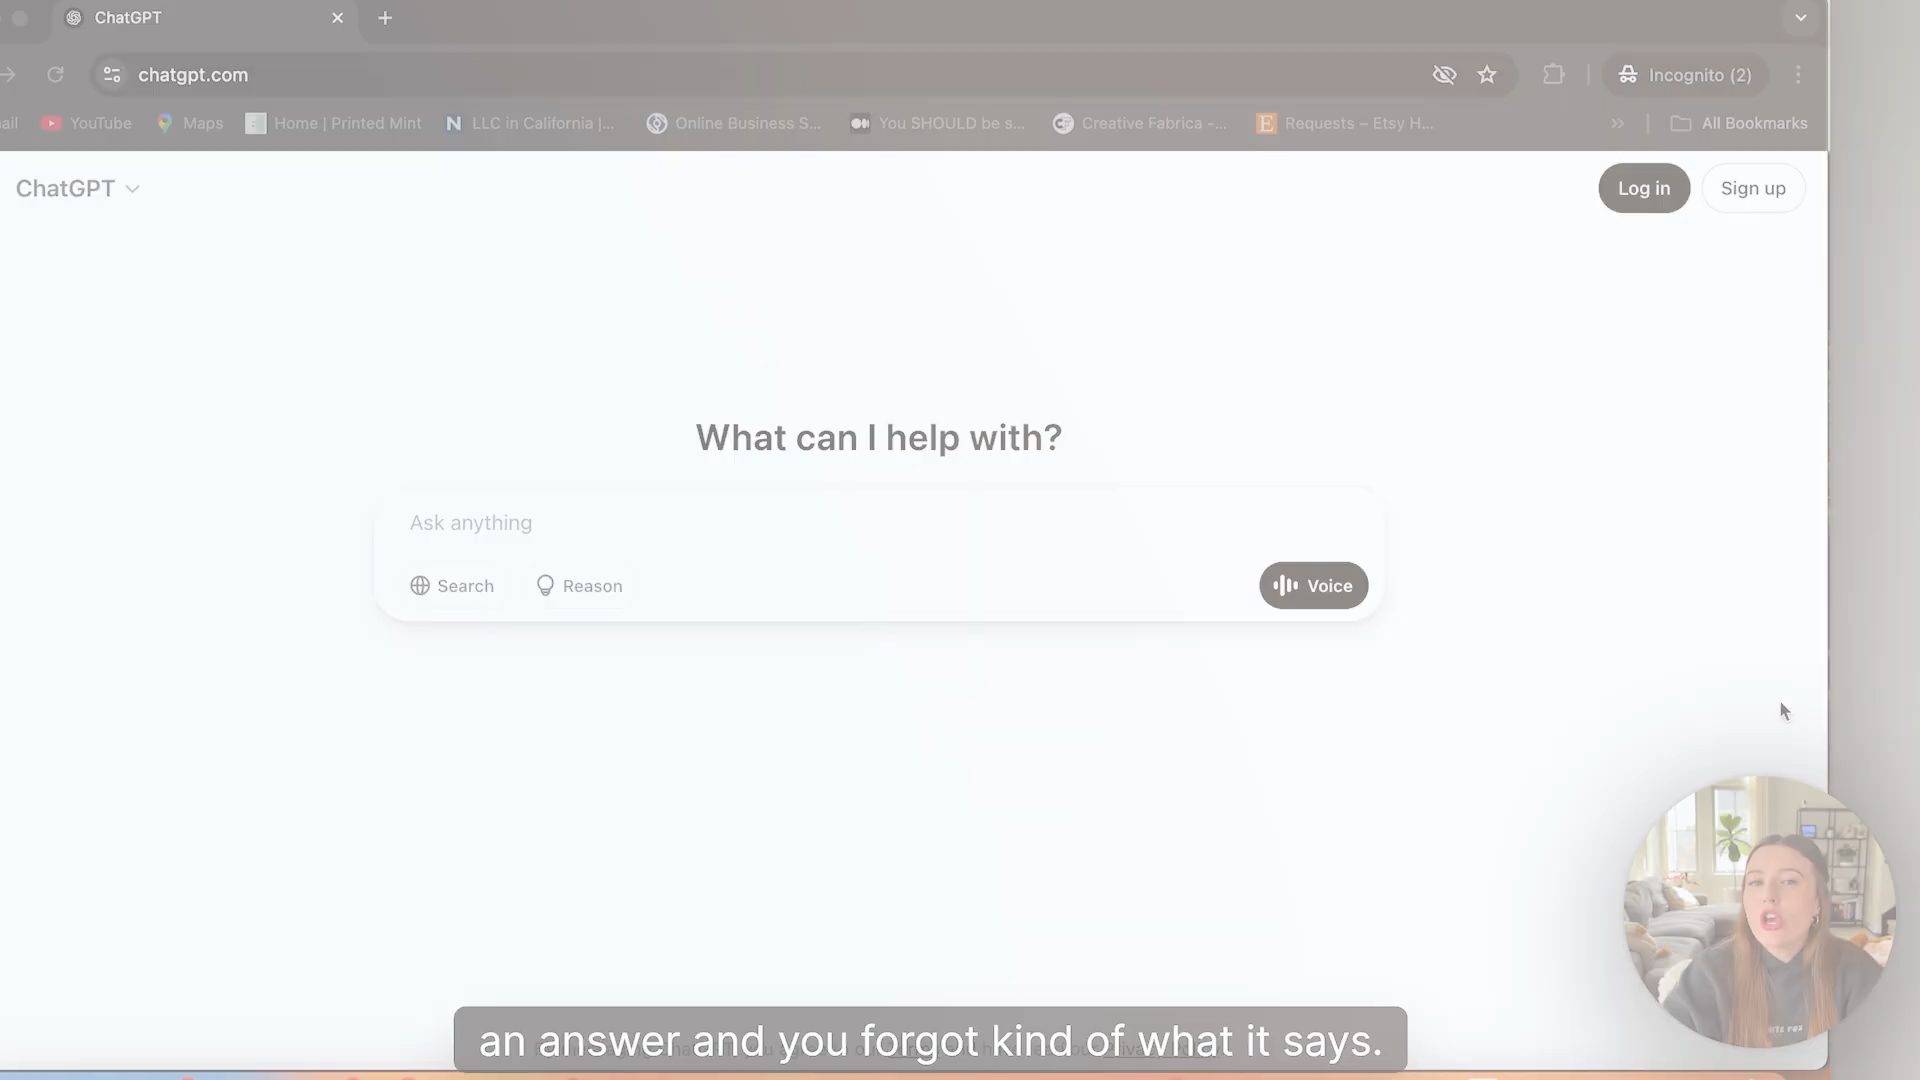 ChatGPT
chatgpt.com
Incognito (2)
ail
YouTube
Maps
Home | Printed Mint
LLC in California |...
Online Business S...
You SHOULD be s...
Creative Fabrica -...
Requests – Etsy H...
All Bookmarks
ChatGPT
Log in
Sign up
What can I help with?
Ask anything
Search
Reason
Voice
an answer and you forgot kind of what it says.